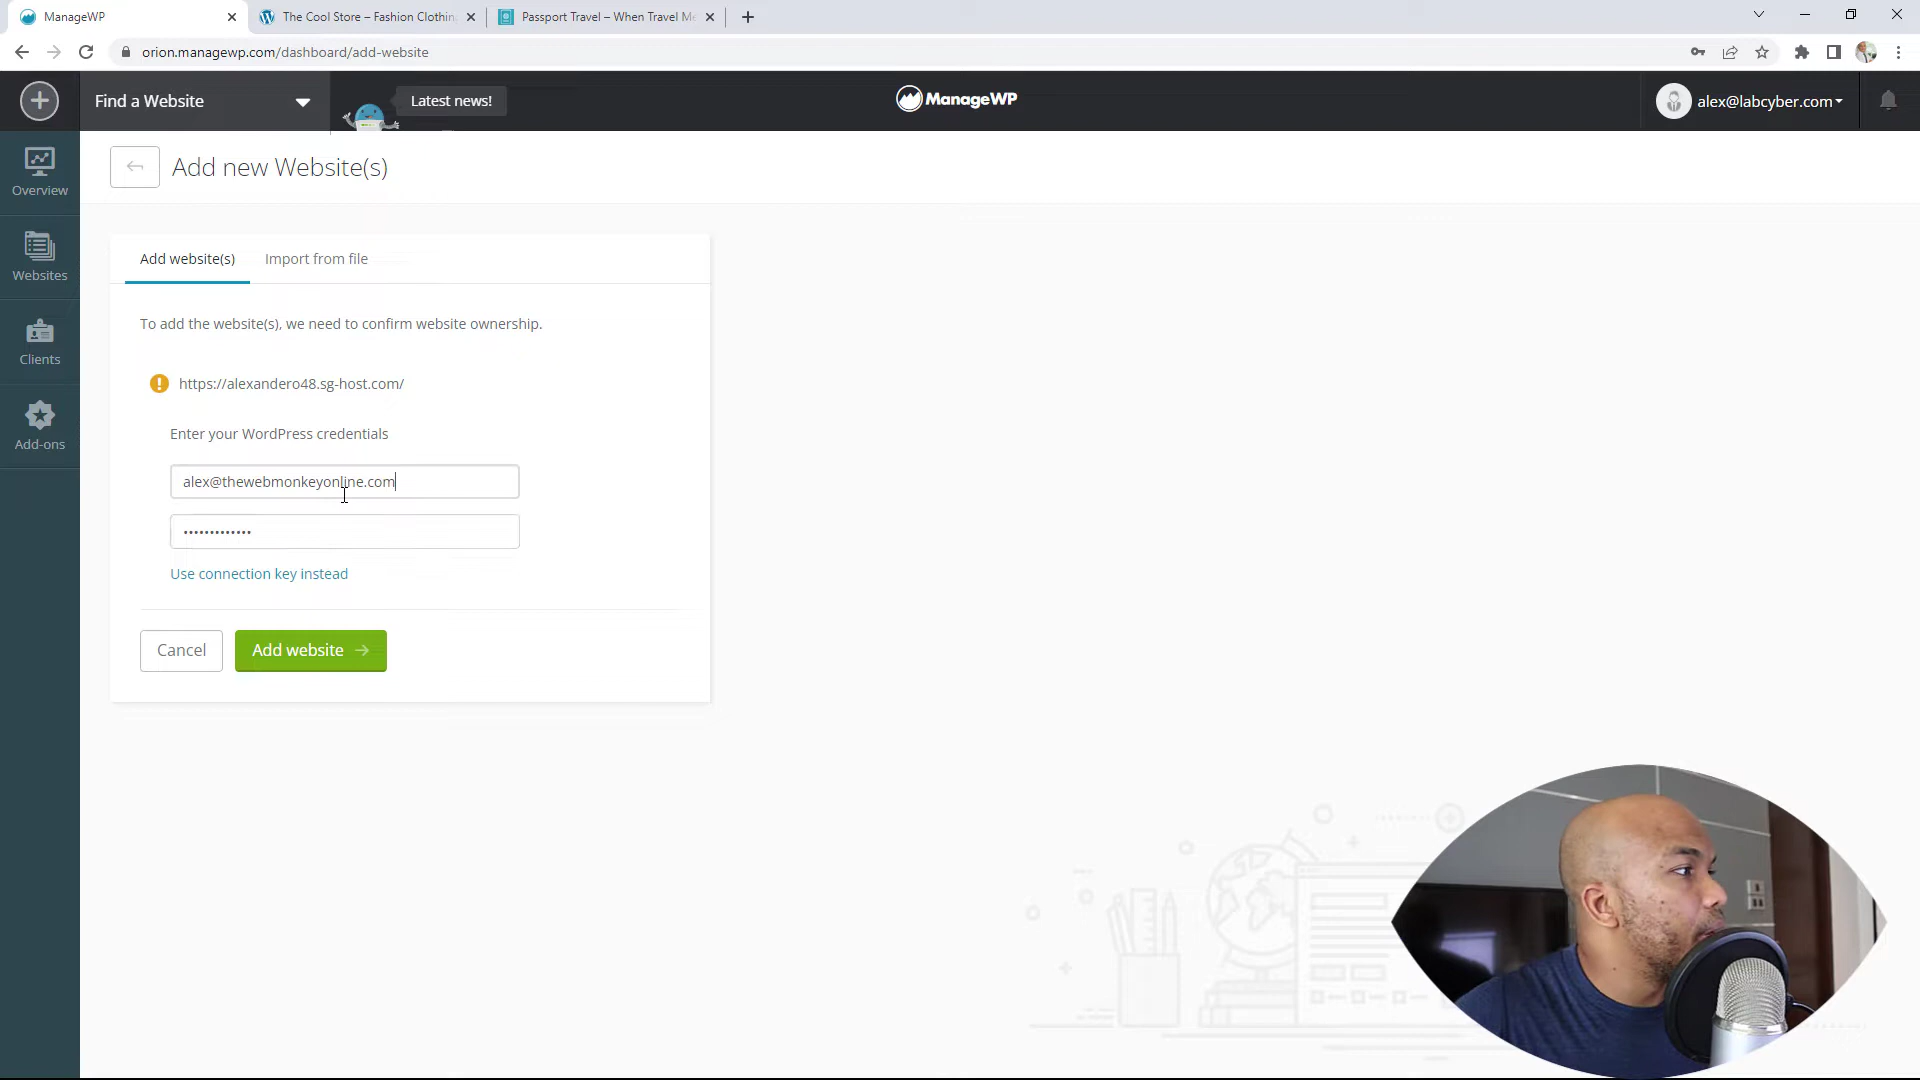 ManageWP
The Cool Store – Fashion Clothin
Passport Travel – When Travel Me
orion.managewp.com/dashboard/add-website
Find a Website
Latest news!
ManageWP
alex@labcyber.com
Overview
Websites
Clients
Add-ons
Add new Website(s)
Add website(s)
Import from file
To add the website(s), we need to confirm website ownership.
https://alexandero48.sg-host.com/
Enter your WordPress credentials
alex@thewebmonkeyonline.com
•••••••••••••
Use connection key instead
Cancel
Add website